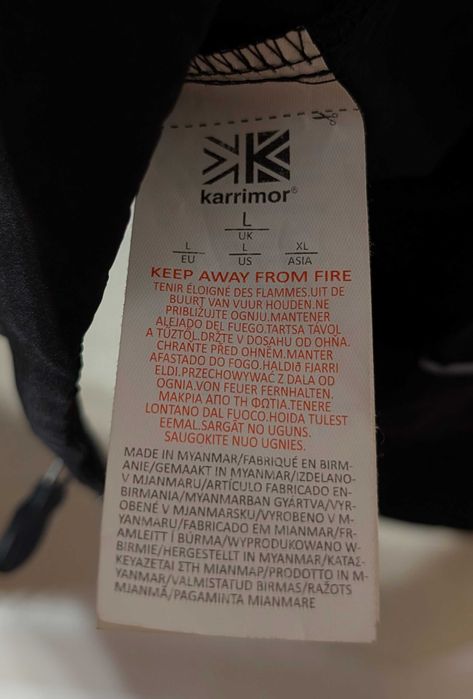 karrimor®
L
UK
L L XL
EU US ASIA
KEEP AWAY FROM FIRE
TENIR ÉLOIGNÉ DES FLAMMES.UIT DE
BUURT VAN VUUR HOUDEN.NE
PRIBLIŽUJTE OGNJU.MANTENER
ALEJADO DEL FUEGO.TARTSA TÁVOL
A TŰZTŐL.DRŽTE V DOSAHU OD OHŇA.
CHRANTE PŘED OHNĚM.MANTER
AFASTADO DO FOGO.HALDIÐ FJARRI
ELDI.PRZECHOWYWAĆ Z DALA OD
OGNIA.VON FEUER FERNHALTEN.
ΜΑΚΡΙΑ ΑΠΟ ΤΗ ΦΩΤΙΑ.TENERE
LONTANO DAL FUOCO.HOIDA TULEST
EEMAL.SARGĀT NO UGUNS.
SAUGOKITE NUO UGNIES.
MADE IN MYANMAR/FABRIQUÉ EN BIRM-
ANIE/GEMAAKT IN MYANMAR/IZDELANO-
V MJANMARU/ARTÍCULO FABRICADO EN-
BIRMANIA/MYANMARBAN GYÁRTVA/VYR-
OBENÉ V MJANMARSKU/VYROBENO V M-
YANMARU/FABRICADO EM MIANMAR/FR-
AMLEITT Í BÚRMA/WYPRODUKOWANO W-
BIRMIE/HERGESTELLT IN MYANMAR/ΚΑΤΑΣ-
ΚΕΥΑΖΕΤΑΙ ΣΤΗ ΜΙΑΝΜΑΡ/PRODOTTO IN M-
YANMAR/VALMISTATUD BIRMAS/RAŽOTS
MJANMĀ/PAGAMINTA MIANMARE